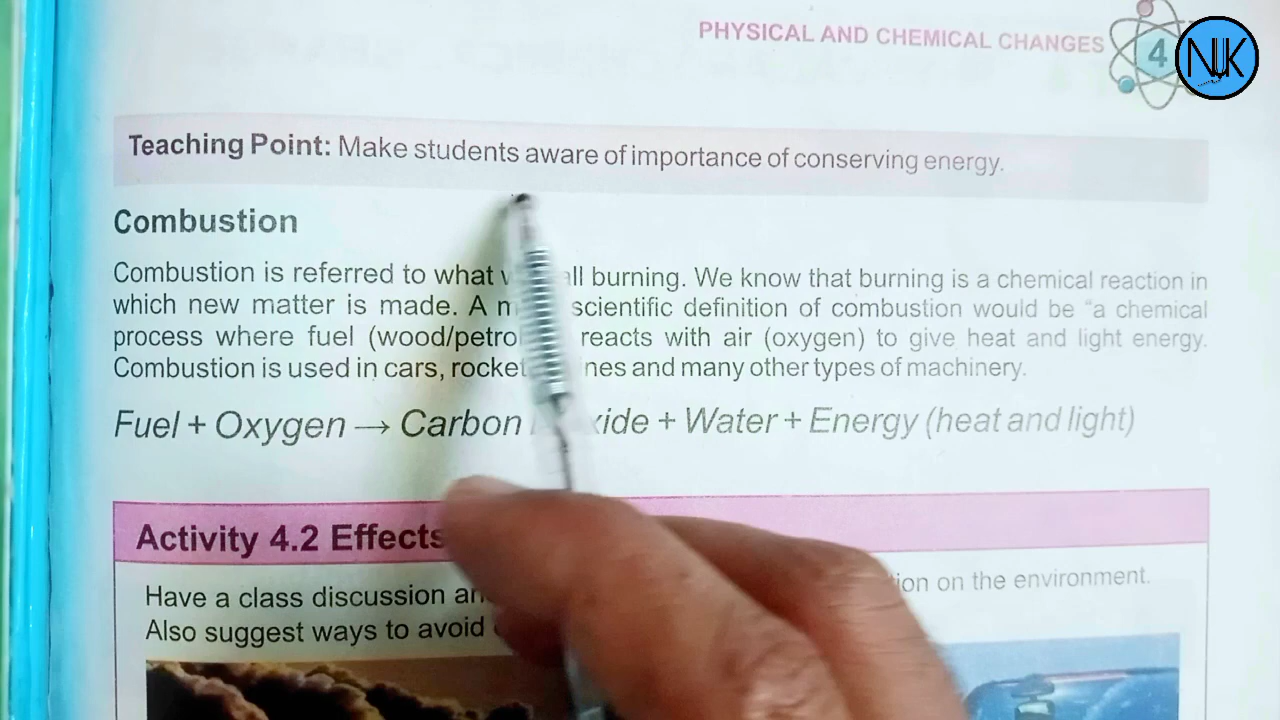 PHYSICAL AND CHEMICAL CHANGES 4
NUK
Teaching Point: Make students aware of importance of conserving energy.
Combustion
Combustion is referred to what burning. We know that burning is a chemical reaction in
which new matter is made. A scientific definition of combustion would be "a chemical
process where fuel (wood/petro reacts with air (oxygen) to give heat and light energy.
Combustion is used in cars, rocket nes and many other types of machinery.
Fuel + Oxygen → Carbon xide + Water + Energy (heat and light)
Activity 4.2 Effects
Have a class discussion on the environment.
Also suggest ways to avoid